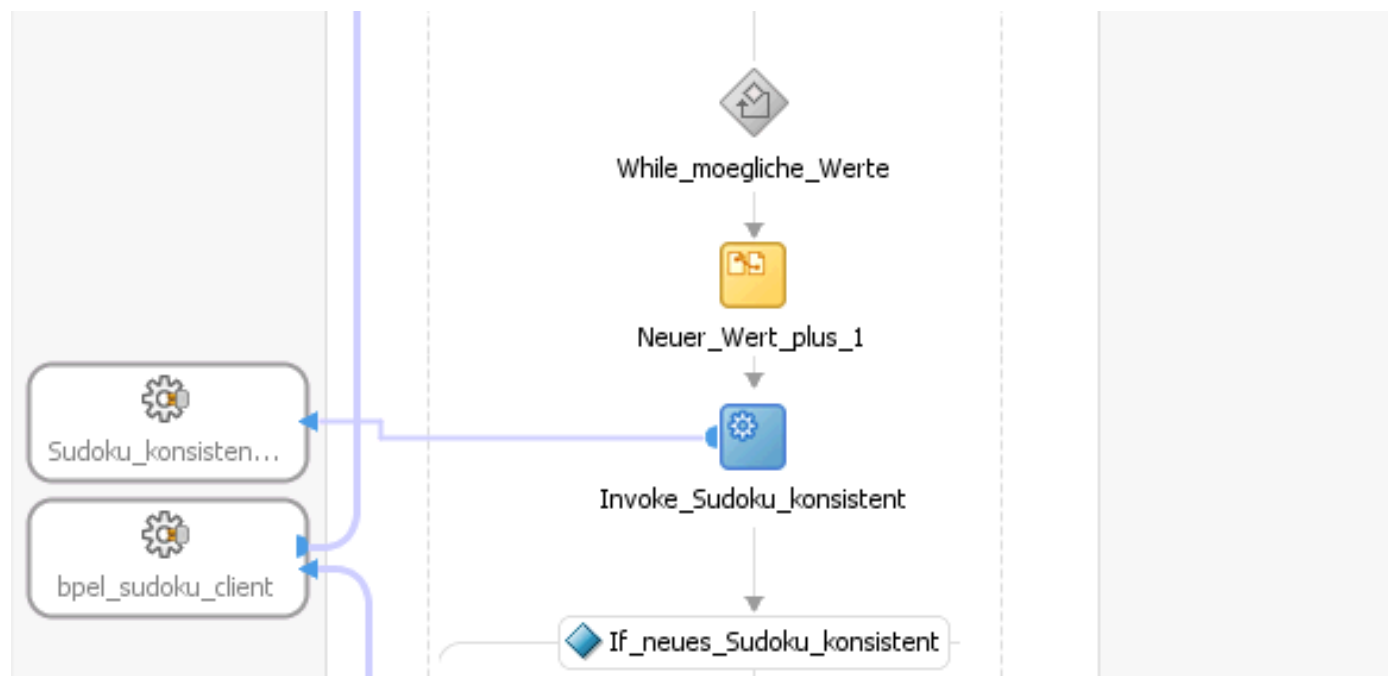 While_moegliche_Werte
Neuer_Wert_plus_1
Sudoku_konsisten...
Invoke_Sudoku_konsistent
bpel_sudoku_client
If_neues_Sudoku_konsistent